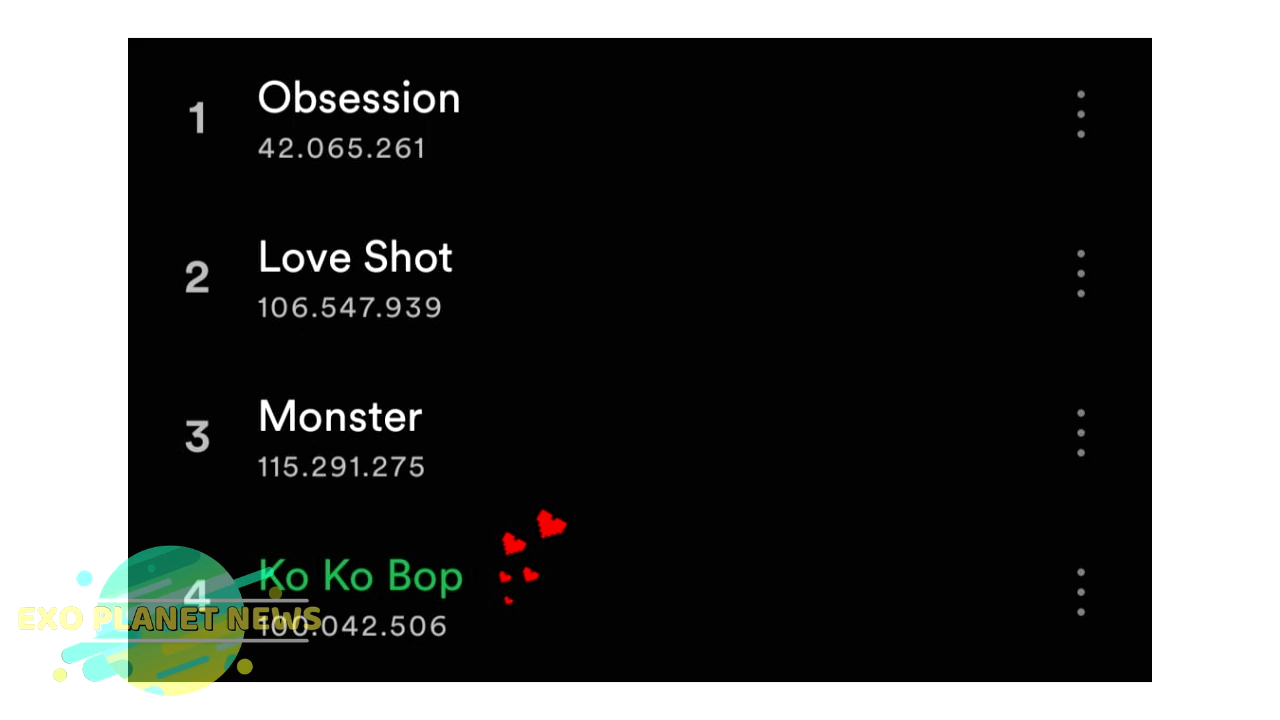 1
Obsession
42.065.261
2
Love Shot
106.547.939
3
Monster
115.291.275
4
Ko Ko Bop
100.042.506
EXO PLANET NEWS